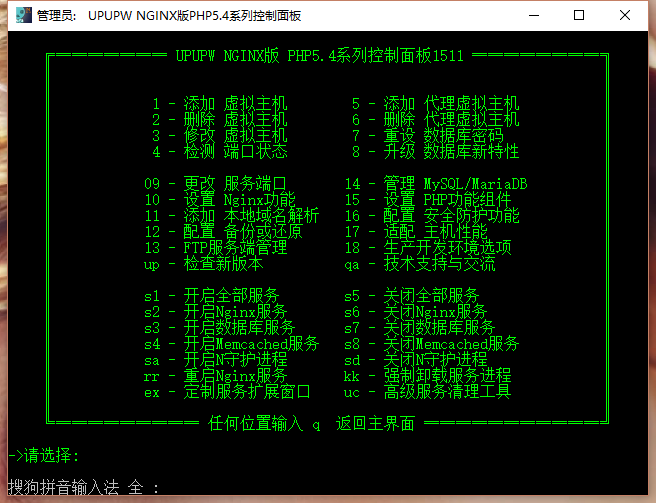 管理员: UPUPW NGINX版PHP5.4系列控制面板
UPUPW NGINX版 PHP5.4系列控制面板1511
1 - 添加 虚拟主机 5 - 添加 代理虚拟主机
2 - 删除 虚拟主机 6 - 删除 代理虚拟主机
3 - 修改 虚拟主机 7 - 重设 数据库密码
4 - 检测 端口状态 8 - 升级 数据库新特性
09 - 更改 服务端口 14 - 管理 MySQL/MariaDB
10 - 设置 Nginx功能 15 - 设置 PHP功能组件
11 - 添加 本地域名解析 16 - 配置 安全防护功能
12 - 配置 备份或还原 17 - 适配 主机性能
13 - FTP服务端管理 18 - 生产开发环境选项
up - 检查新版本 qa - 技术支持与交流
s1 - 开启全部服务 s5 - 关闭全部服务
s2 - 开启Nginx服务 s6 - 关闭Nginx服务
s3 - 开启数据库服务 s7 - 关闭数据库服务
s4 - 开启Memcached服务 s8 - 关闭Memcached服务
sa - 开启N守护进程 sd - 关闭N守护进程
rr - 重启Nginx服务 kk - 强制卸载服务进程
ex - 定制服务扩展窗口 uc - 高级服务清理工具
任何位置输入 q 返回主界面
->请选择:
搜狗拼音输入法 全 :